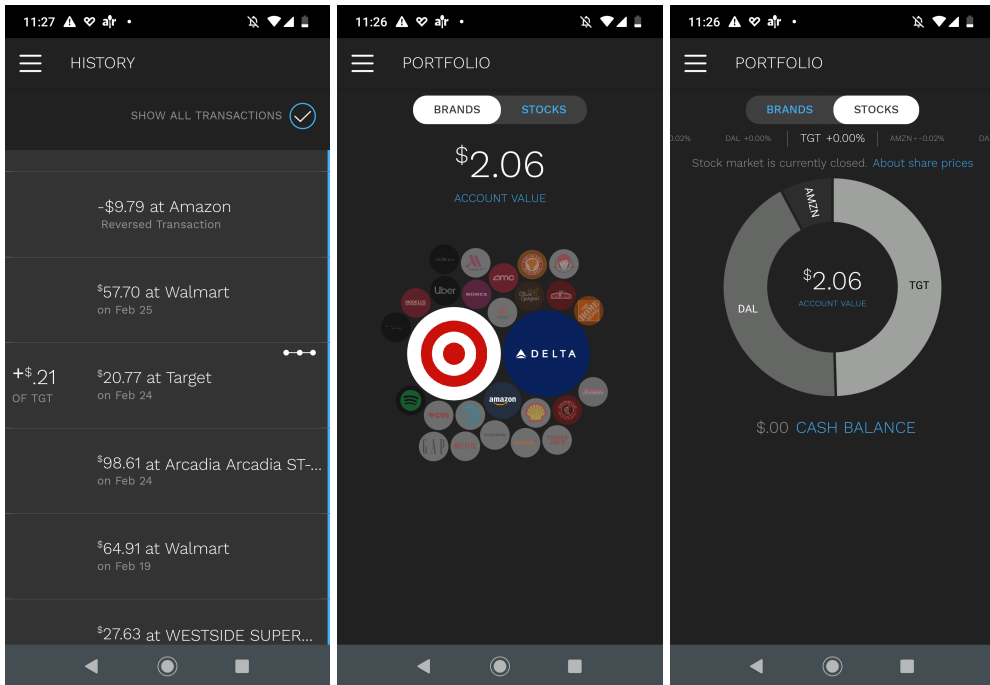 11:27 a|r
HISTORY
SHOW ALL TRANSACTIONS
-$9.79 at Amazon
Reversed Transaction
$57.70 at Walmart
on Feb 25
+$.21
OF TGT
$20.77 at Target
on Feb 24
$98.61 at Arcadia Arcadia ST-...
on Feb 24
$64.91 at Walmart
on Feb 19
$27.63 at WESTSIDE SUPER...
11:26 a|r
PORTFOLIO
BRANDS STOCKS
$2.06
ACCOUNT VALUE
amc
Uber
DELTA
amazon
CVS
GAP
11:26 a|r
PORTFOLIO
BRANDS STOCKS
0.02% DAL +0.00% TGT +0.00% AMZN -0.02% DA
Stock market is currently closed. About share prices
AMZN
$2.06
ACCOUNT VALUE
TGT
DAL
$.00 CASH BALANCE